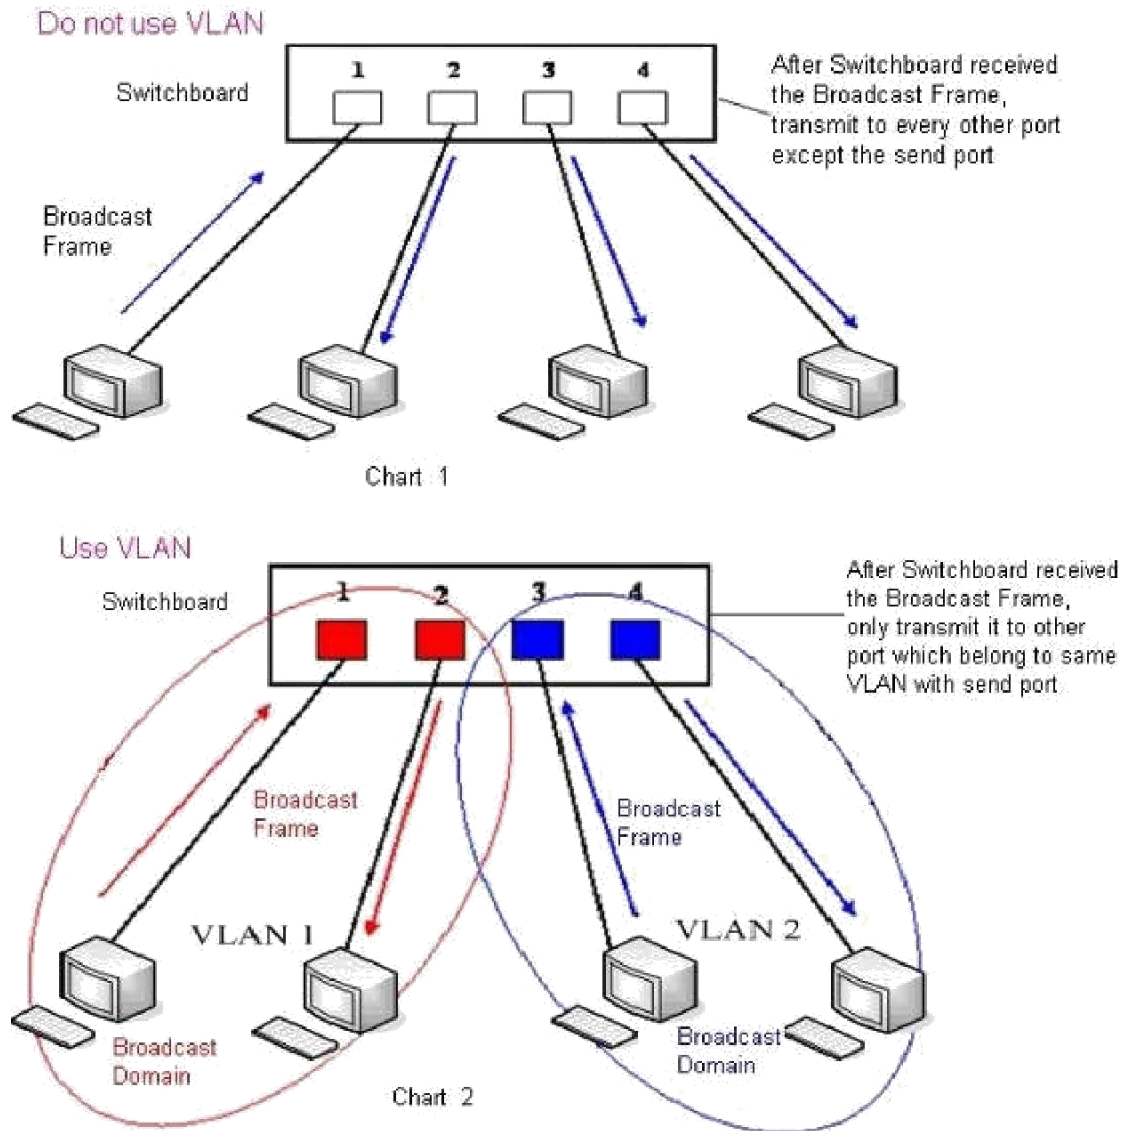 Do not use VLAN
Switchboard
1 2 3 4
After Switchboard received
the Broadcast Frame,
transmit to every other port
except the send port
Broadcast
Frame
Chart 1
Use VLAN
Switchboard
1 2 3 4
After Switchboard received
the Broadcast Frame,
only transmit it to other
port which belong to same
VLAN with send port
Broadcast
Frame
Broadcast
Frame
VLAN 1
VLAN 2
Broadcast
Domain
Broadcast
Domain
Chart 2